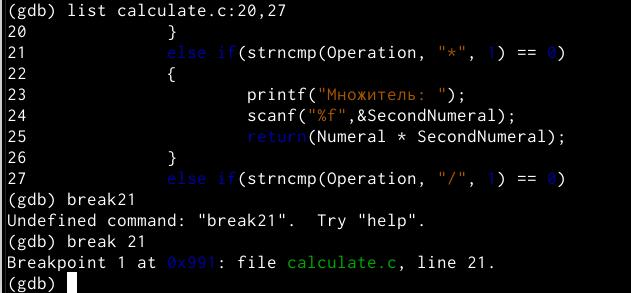 (gdb) list calculate.c:20,27
20 }
21 else if(strncmp(Operation, "*", 1) == 0)
22 {
23 printf("Множитель: ");
24 scanf("%f",&SecondNumeral);
25 return(Numeral * SecondNumeral);
26 }
27 else if(strncmp(Operation, "/", 1) == 0)
(gdb) break21
Undefined command: "break21".  Try "help".
(gdb) break 21
Breakpoint 1 at 0x991: file calculate.c, line 21.
(gdb)